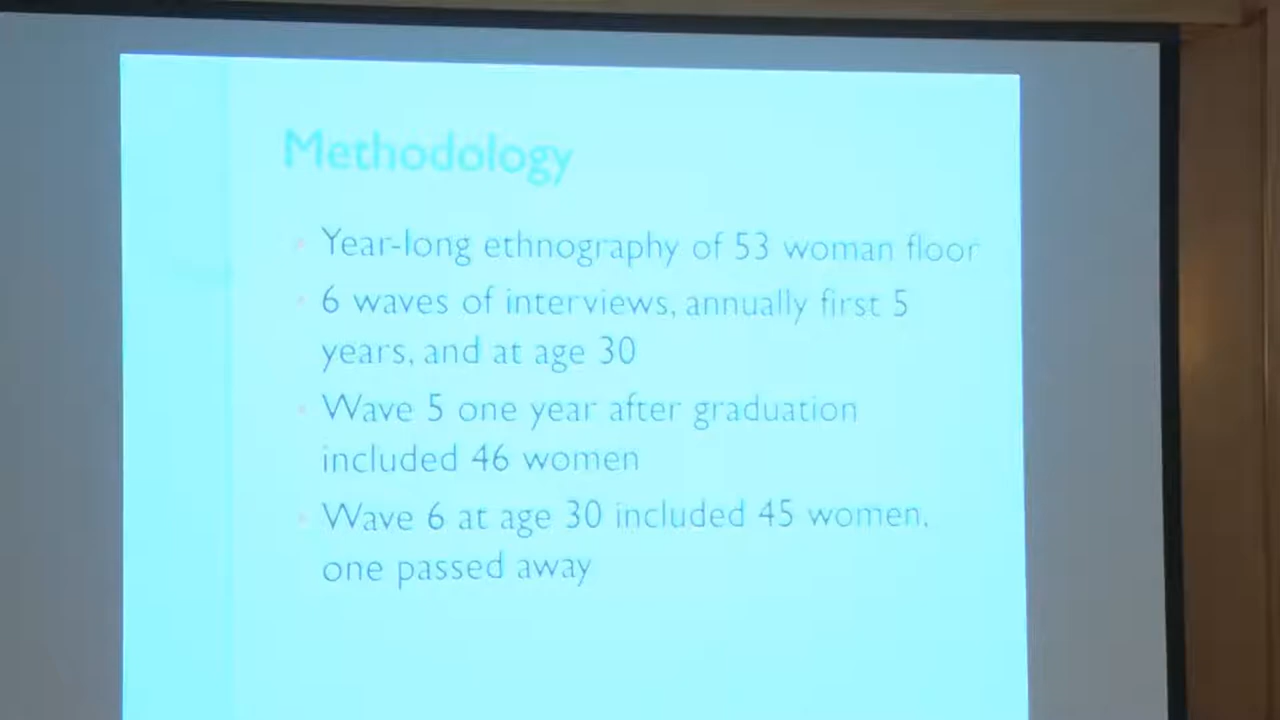 Methodology
Year-long ethnography of 53 woman floor
6 waves of interviews, annually first 5
years, and at age 30
Wave 5 one year after graduation
included 46 women
Wave 6 at age 30 included 45 women,
one passed away